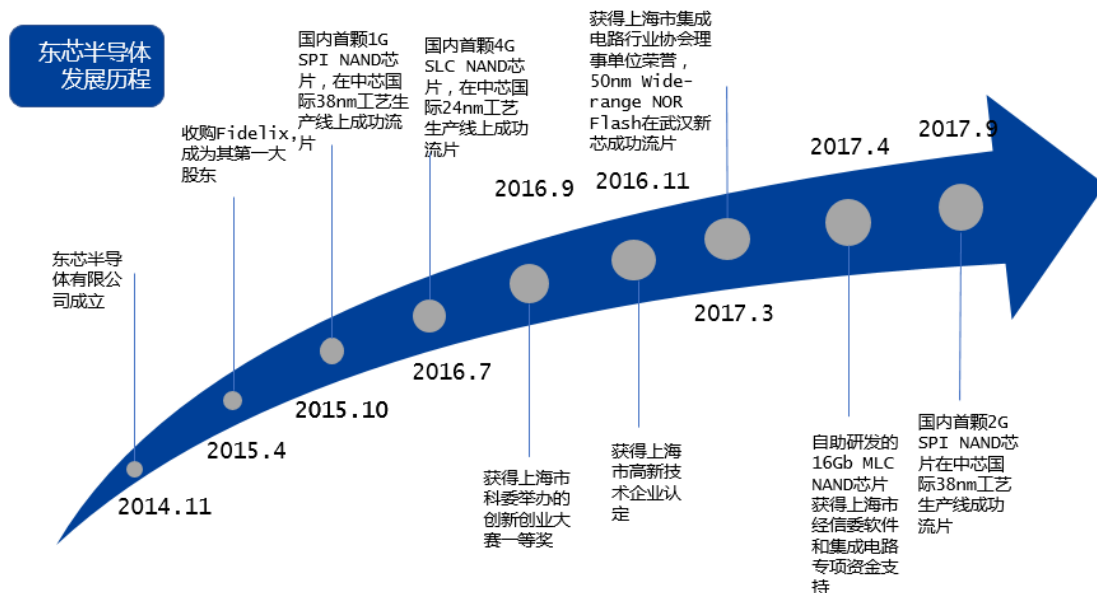 东芯半导体
发展历程
东芯半导
体有限公
司成立
2014.11
收购Fidelix,
成为其第一大
股东
2015.4
国内首颗1G
SPI NAND芯
片，在中芯国
际38nm工艺生
产线上成功流
片
2015.10
国内首颗4G
SLC NAND芯
片，在中芯国
际24nm工艺
生产线上成功
流片
2016.7
2016.9
获得上海市
科委举办的
创新创业大
赛一等奖
2016.11
获得上海
市高新技
术企业认
定
获得上海市集成
电路行业协会理
事单位荣誉，
50nm Wide-
range NOR
Flash在武汉新
芯成功流片
2017.3
2017.4
自助研发的
16Gb MLC
NAND芯片
获得上海市
经信委软件
和集成电路
专项资金支
持
2017.9
国内首颗2G
SPI NAND芯
片在中芯国
际38nm工艺
生产线成功
流片